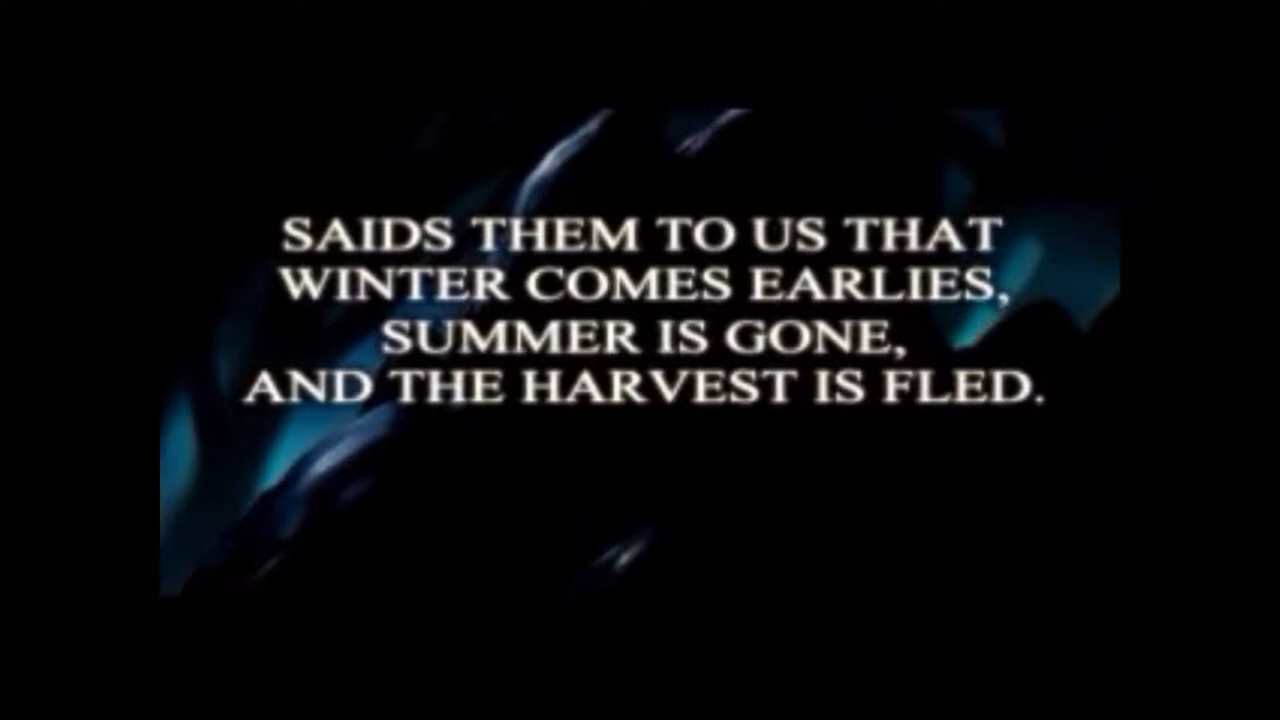 SAIDS THEM TO US THAT
WINTER COMES EARLIES,
SUMMER IS GONE,
AND THE HARVEST IS FLED.